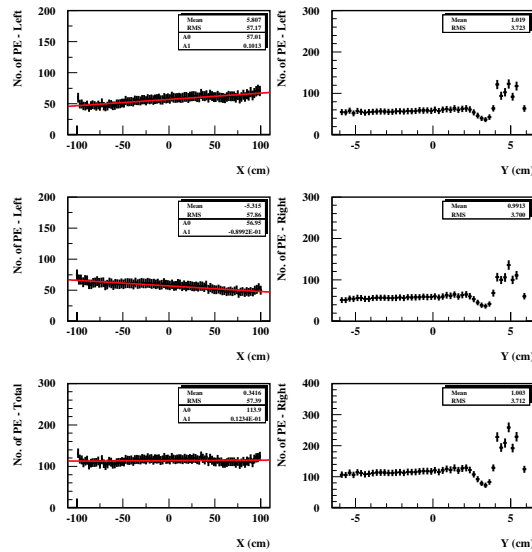 No. of PE - Left
Mean 5.807
RMS 57.17
A0 57.01
A1 0.1013
200
150
100
50
0
-100 -50 0 50 100
X (cm)
No. of PE - Left
Mean 1.019
RMS 3.723
300
200
100
0
-5 0 5
Y (cm)
No. of PE - Left
Mean -5.315
RMS 57.86
A0 56.95
A1 -0.8992E-01
200
150
100
50
0
-100 -50 0 50 100
X (cm)
No. of PE - Right
Mean 0.9913
RMS 3.700
300
200
100
0
-5 0 5
Y (cm)
No. of PE - Total
Mean 0.3416
RMS 57.39
A0 113.9
A1 0.1234E-01
300
200
100
0
-100 -50 0 50 100
X (cm)
No. of PE - Right
Mean 1.003
RMS 3.712
400
300
200
100
0
-5 0 5
Y (cm)